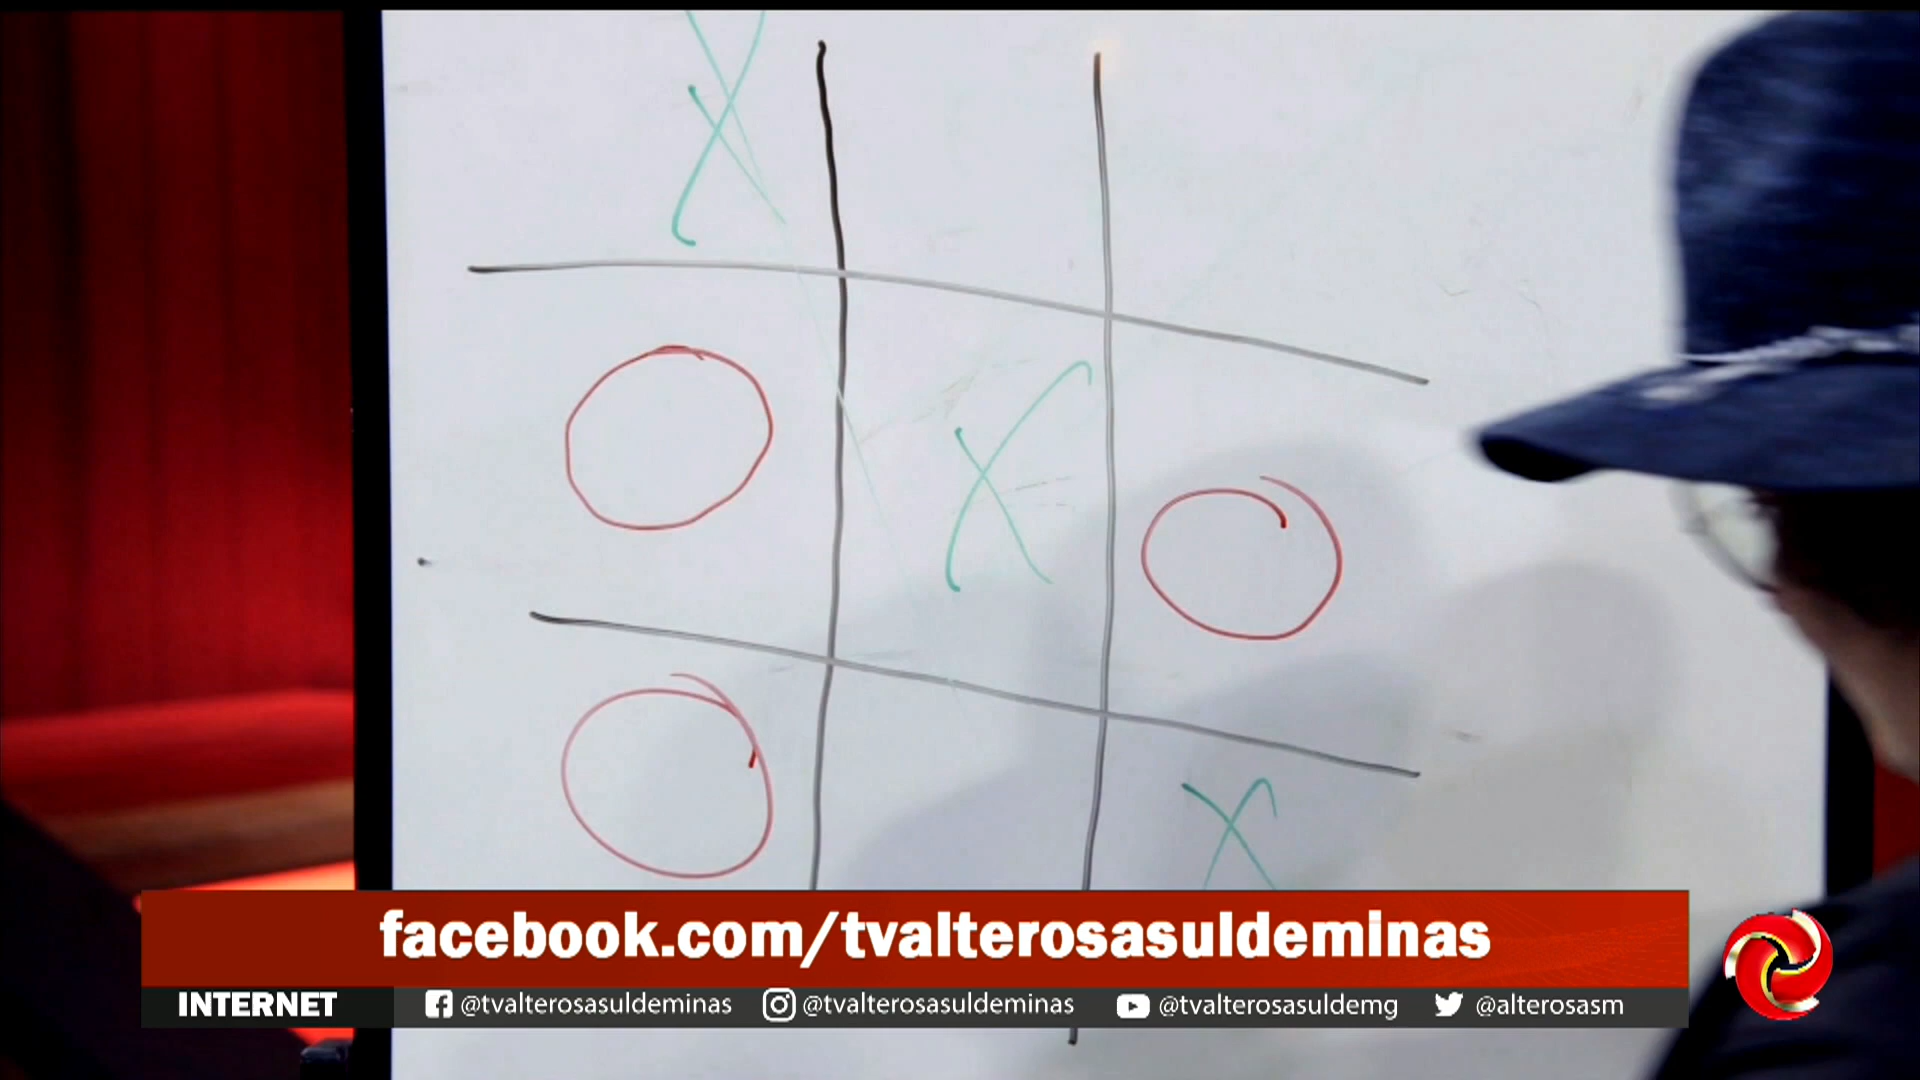 X
X
O
O
O
X
facebook.com/tvalterosasuldeminas
INTERNET @tvalterosasuldeminas @tvalterosasuldeminas @tvalterosasuldemg @alterosasm